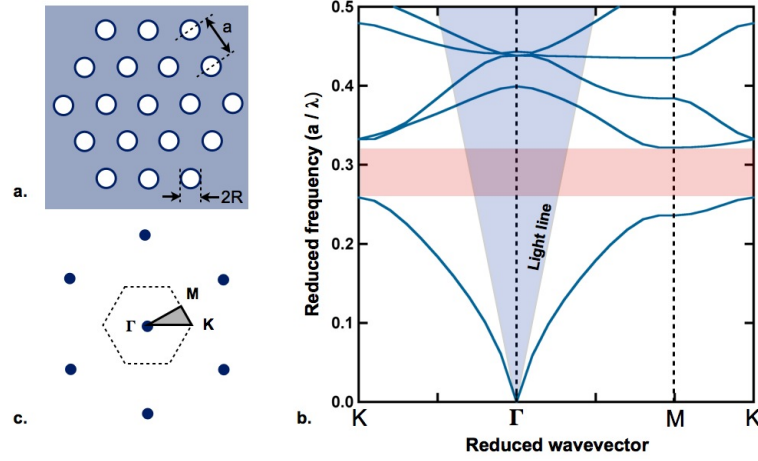 a
2R
a.
M
Γ
K
c.
Reduced frequency (a / λ)
0.5
0.4
0.3
0.2
0.1
0.0
Light line
K
Γ
M
K
b.
Reduced wavevector